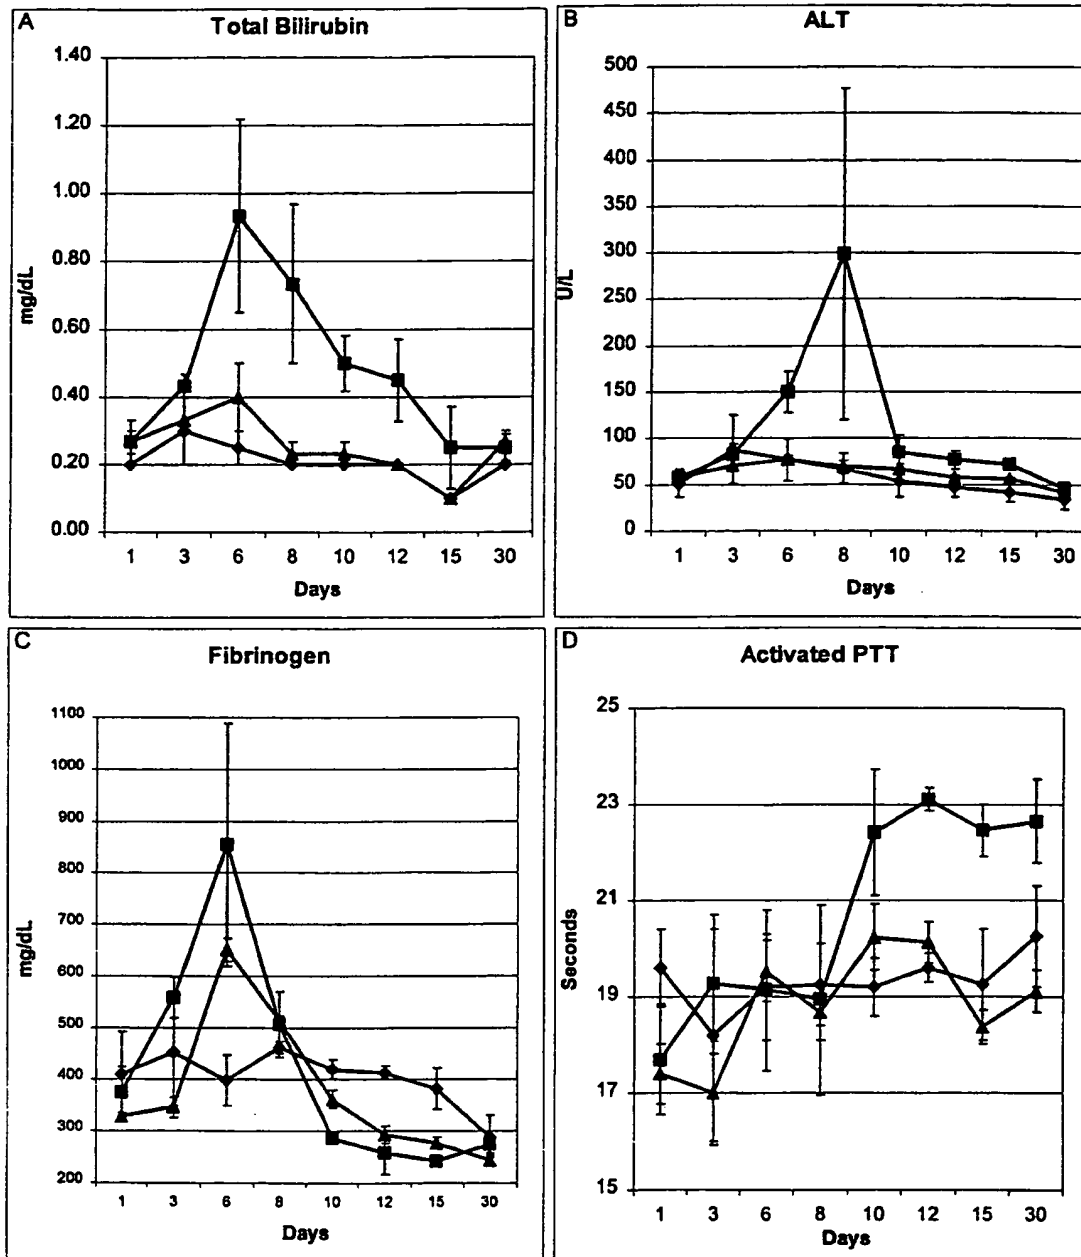 A
Total Bilirubin
1.40
1.20
1.00
0.80
0.60
0.40
0.20
0.00
mg/dL
1 3 6 8 10 12 15 30
Days
B
ALT
500
450
400
350
300
250
200
150
100
50
0
U/L
1 3 6 8 10 12 15 30
Days
C
Fibrinogen
1100
1000
900
800
700
600
500
400
300
200
mg/dL
1 3 6 8 10 12 15 30
Days
D
Activated PTT
25
23
21
19
17
15
Seconds
1 3 6 8 10 12 15 30
Days